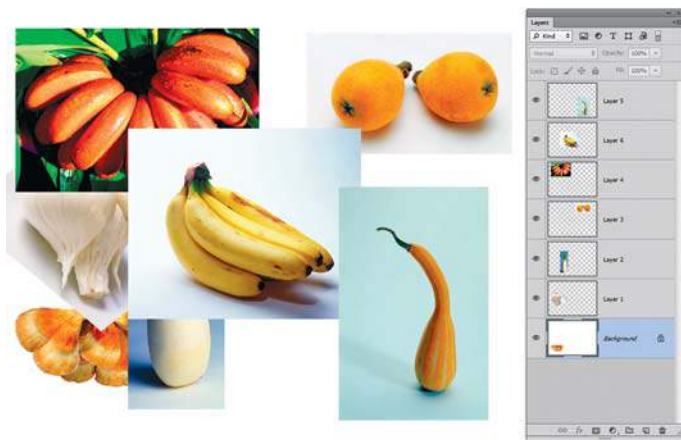 Layers
Kind
Normal
Opacity: 100%
Lock:
Fill: 100%
Layer 5
Layer 6
Layer 4
Layer 3
Layer 2
Layer 1
Background
fx